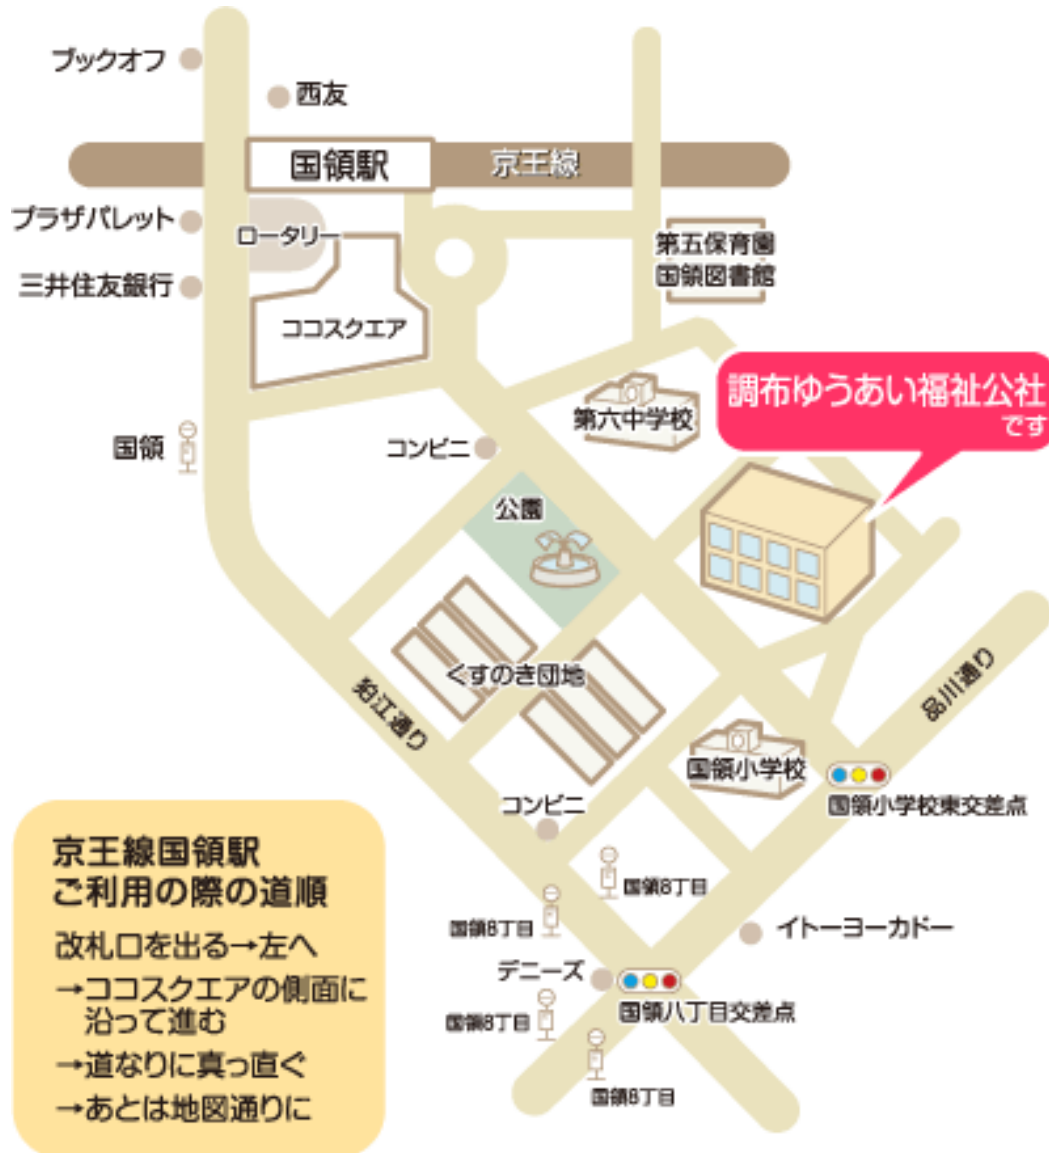 ブックオフ
西友
国領駅
京王線
プラザパレット
ロータリー
第五保育園
国領図書館
三井住友銀行
ココスクエア
調布ゆうあい福祉公社
です
第六中学校
国領
コンビニ
公園
くすのき団地
狛江通り
品川通り
国領小学校
コンビニ
国領小学校東交差点
京王線国領駅
ご利用の際の道順
改札口を出る→左へ
→ココスクエアの側面に
沿って進む
→道なりに真っ直ぐ
→あとは地図通りに
国領8丁目
国領8丁目
イトーヨーカドー
デニーズ
国領8丁目
国領八丁目交差点
国領8丁目